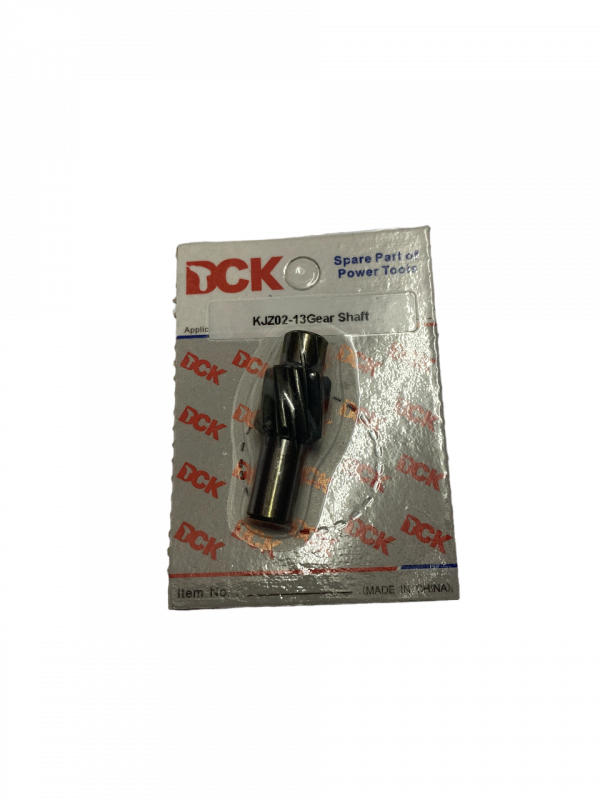 DCK
Spare Part of
Power Tools
KJZ02-13Gear Shaft
Applic
DCK
DCK
DCK
DCK
DCK
DCK
DCK
DCK
Item No.
(MADE IN CHINA)